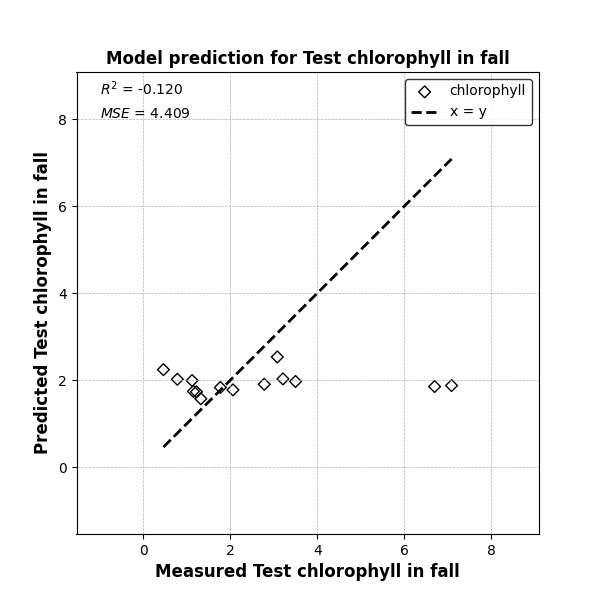 Model prediction for Test chlorophyll in fall
R² = -0.120
MSE = 4.409
chlorophyll
x = y
8
6
4
2
0
0 2 4 6 8
Predicted Test chlorophyll in fall
Measured Test chlorophyll in fall